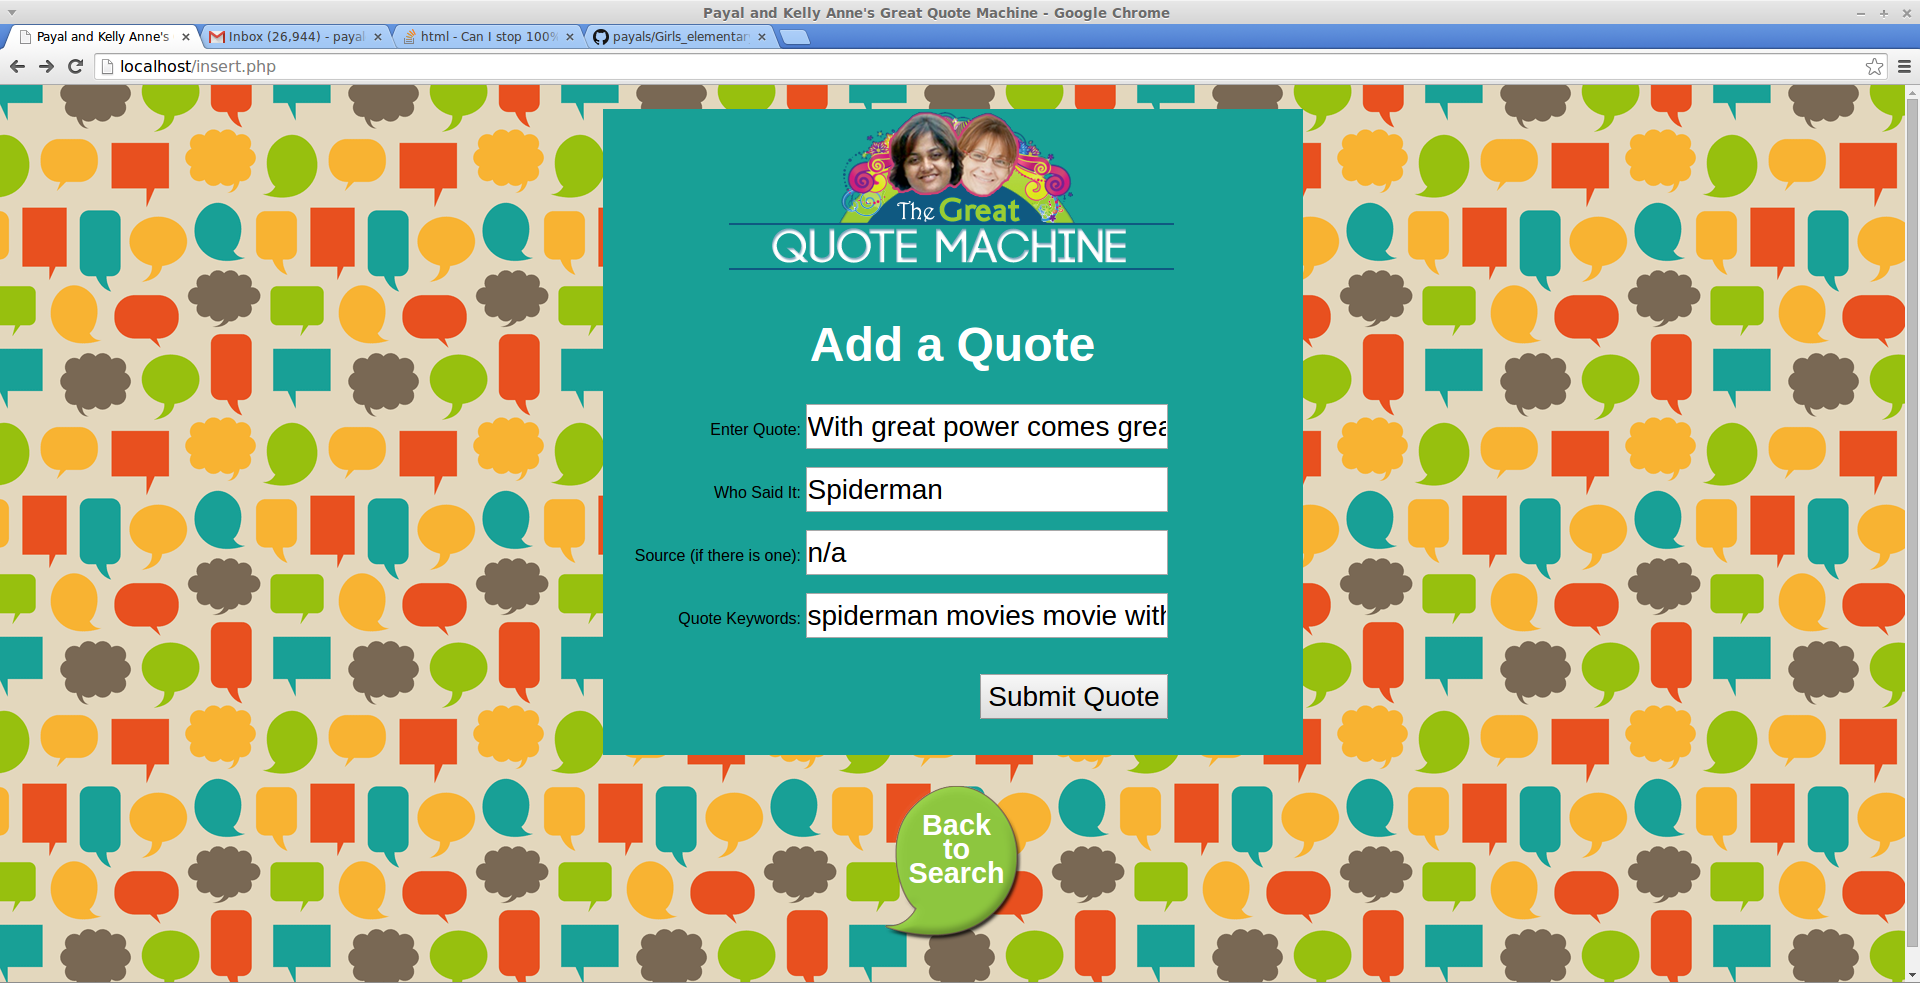 Payal and Kelly Anne's Great Quote Machine - Google Chrome
Payal and Kelly Anne's
Inbox (26,944) - payal
html - Can I stop 100%
payals/Girls_elementar
localhost/insert.php
The Great
QUOTE MACHINE
Add a Quote
Enter Quote: With great power comes grea
Who Said It: Spiderman
Source (if there is one): n/a
Quote Keywords: spiderman movies movie with
Submit Quote
Back
to
Search